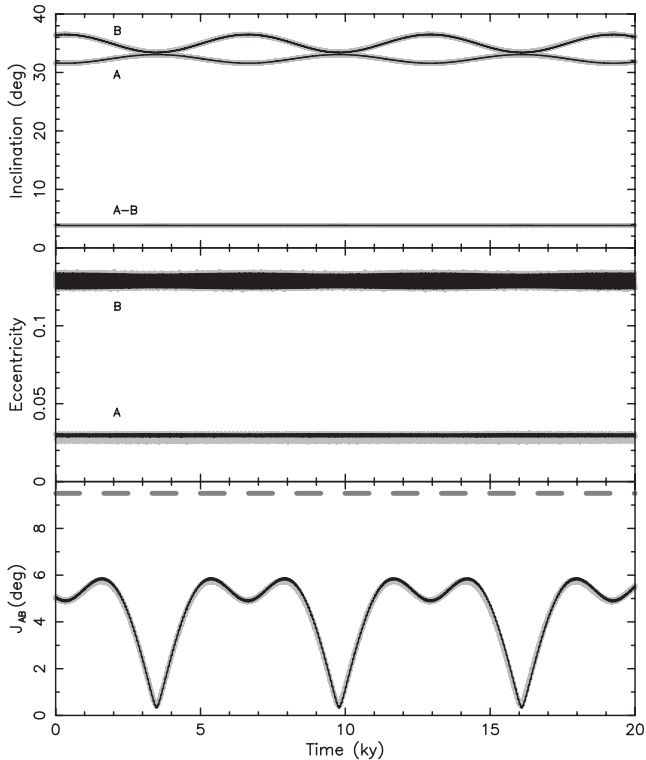 Inclination (deg)
40
30
20
10
0
B
A
A-B
Eccentricity
0.1
0.05
0
B
A
J_AB (deg)
8
6
4
2
0
0 5 10 15 20
Time (ky)